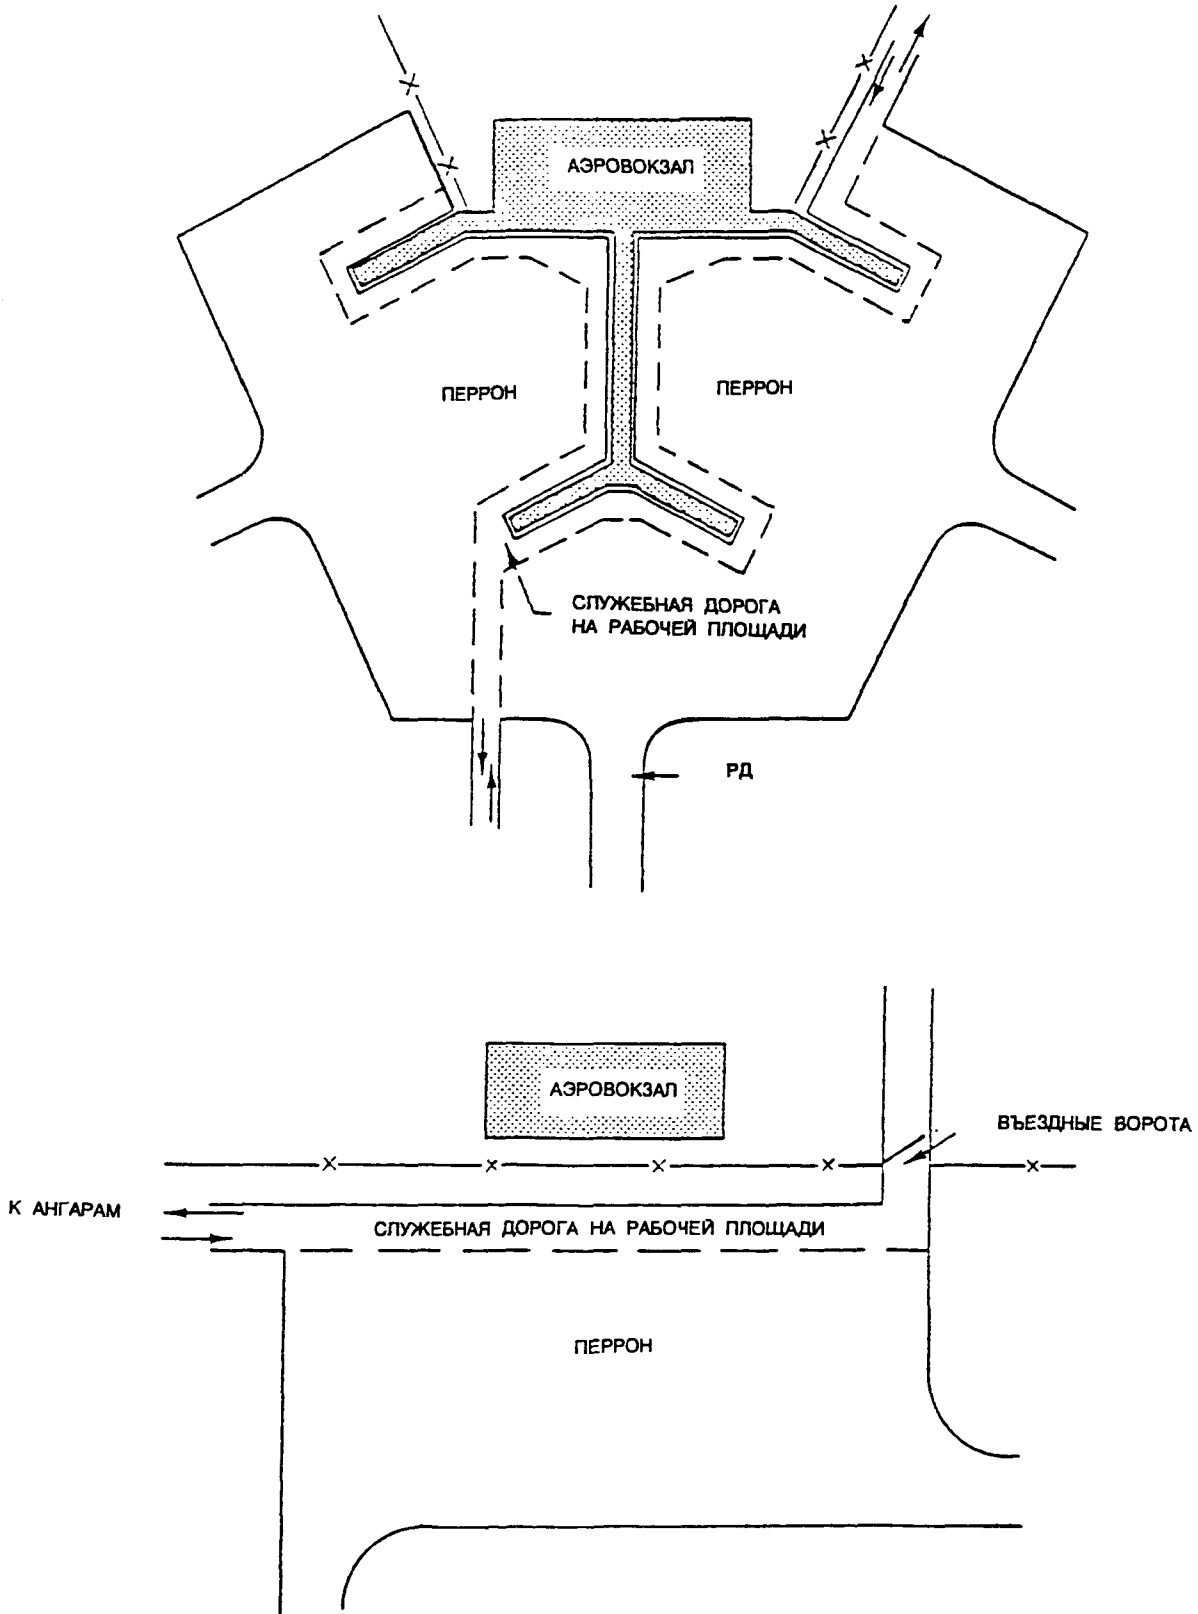 АЭРОВОКЗАЛ
ПЕРРОН
ПЕРРОН
СЛУЖЕБНАЯ ДОРОГА
НА РАБОЧЕЙ ПЛОЩАДИ
РД
АЭРОВОКЗАЛ
ВЪЕЗДНЫЕ ВОРОТА
К АНГАРАМ
СЛУЖЕБНАЯ ДОРОГА НА РАБОЧЕЙ ПЛОЩАДИ
ПЕРРОН